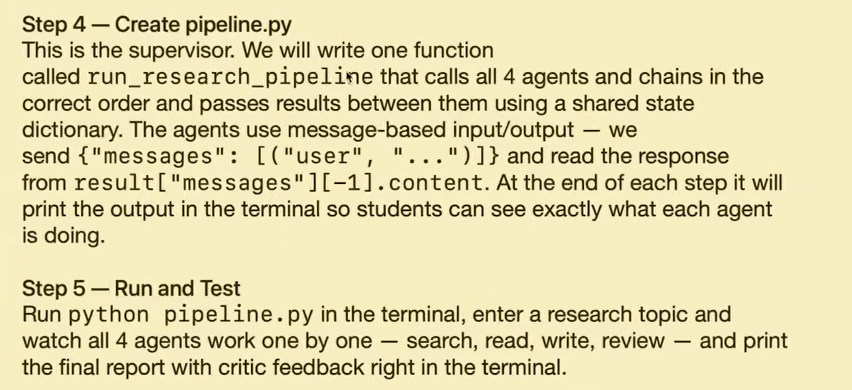 Step 4 — Create pipeline.py
This is the supervisor. We will write one function
called run_research_pipeline that calls all 4 agents and chains in the
correct order and passes results between them using a shared state
dictionary. The agents use message-based input/output — we
send {"messages": [("user", "...")]} and read the response
from result["messages"][-1].content. At the end of each step it will
print the output in the terminal so students can see exactly what each agent
is doing.
Step 5 — Run and Test
Run python pipeline.py in the terminal, enter a research topic and
watch all 4 agents work one by one — search, read, write, review — and print
the final report with critic feedback right in the terminal.